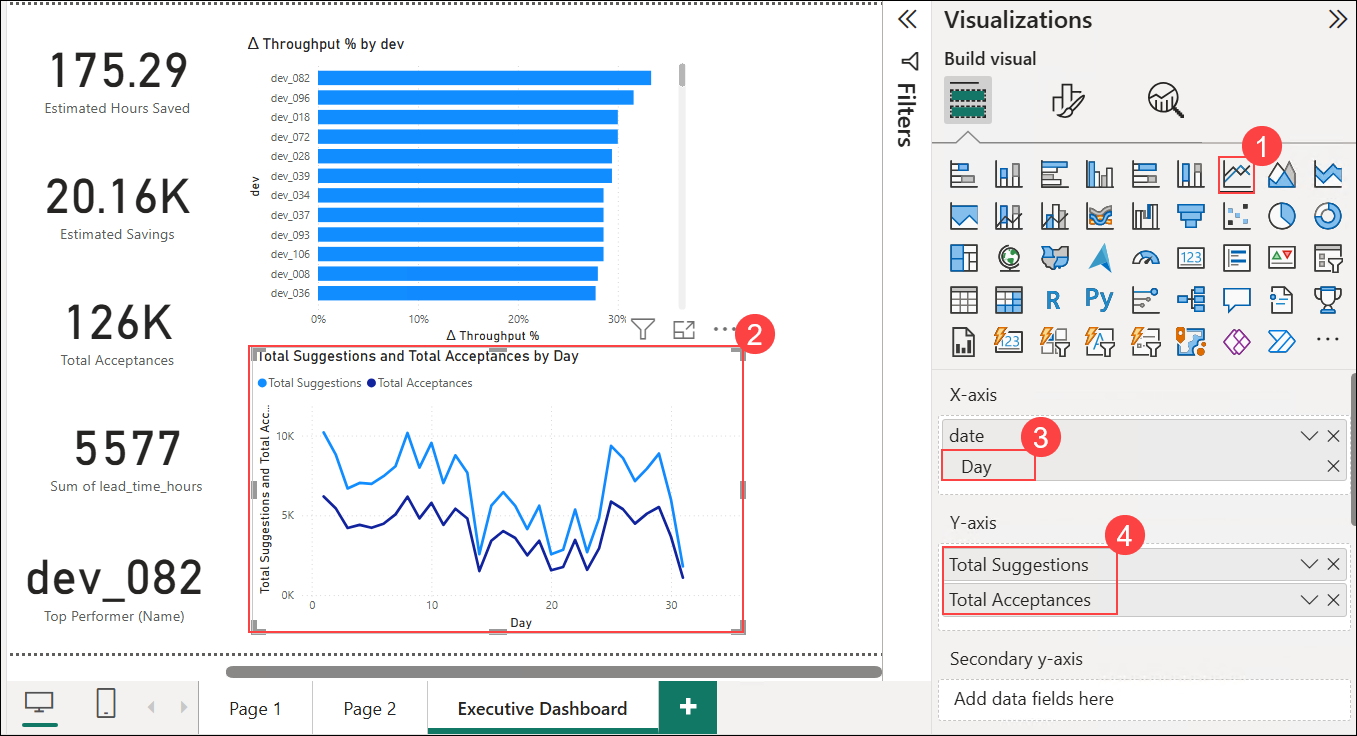 175.29
Estimated Hours Saved
20.16K
Estimated Savings
126K
Total Acceptances
5577
Sum of lead_time_hours
dev_082
Top Performer (Name)
Δ Throughput % by dev
dev
dev_082
dev_096
dev_018
dev_072
dev_028
dev_039
dev_034
dev_037
dev_093
dev_106
dev_008
dev_036
0% 10% 20% 30%
Δ Throughput %
2
Total Suggestions and Total Acceptances by Day
Total Suggestions Total Acceptances
Total Suggestions and Total Acc...
10K
5K
0K
0 10 20 30
Day
Page 1 Page 2 Executive Dashboard +
Filters
Visualizations
Build visual
1
123
R Py
123
X-axis
date
3
Day
Y-axis
4
Total Suggestions
Total Acceptances
Secondary y-axis
Add data fields here